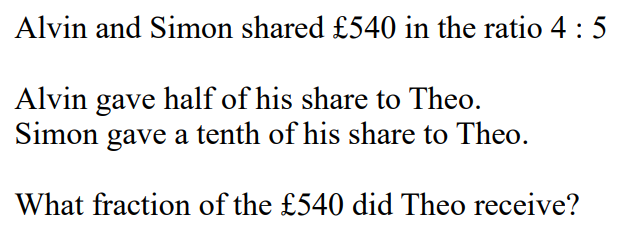 Alvin and Simon shared £540 in the ratio 4 : 5
Alvin gave half of his share to Theo.
Simon gave a tenth of his share to Theo.
What fraction of the £540 did Theo receive?